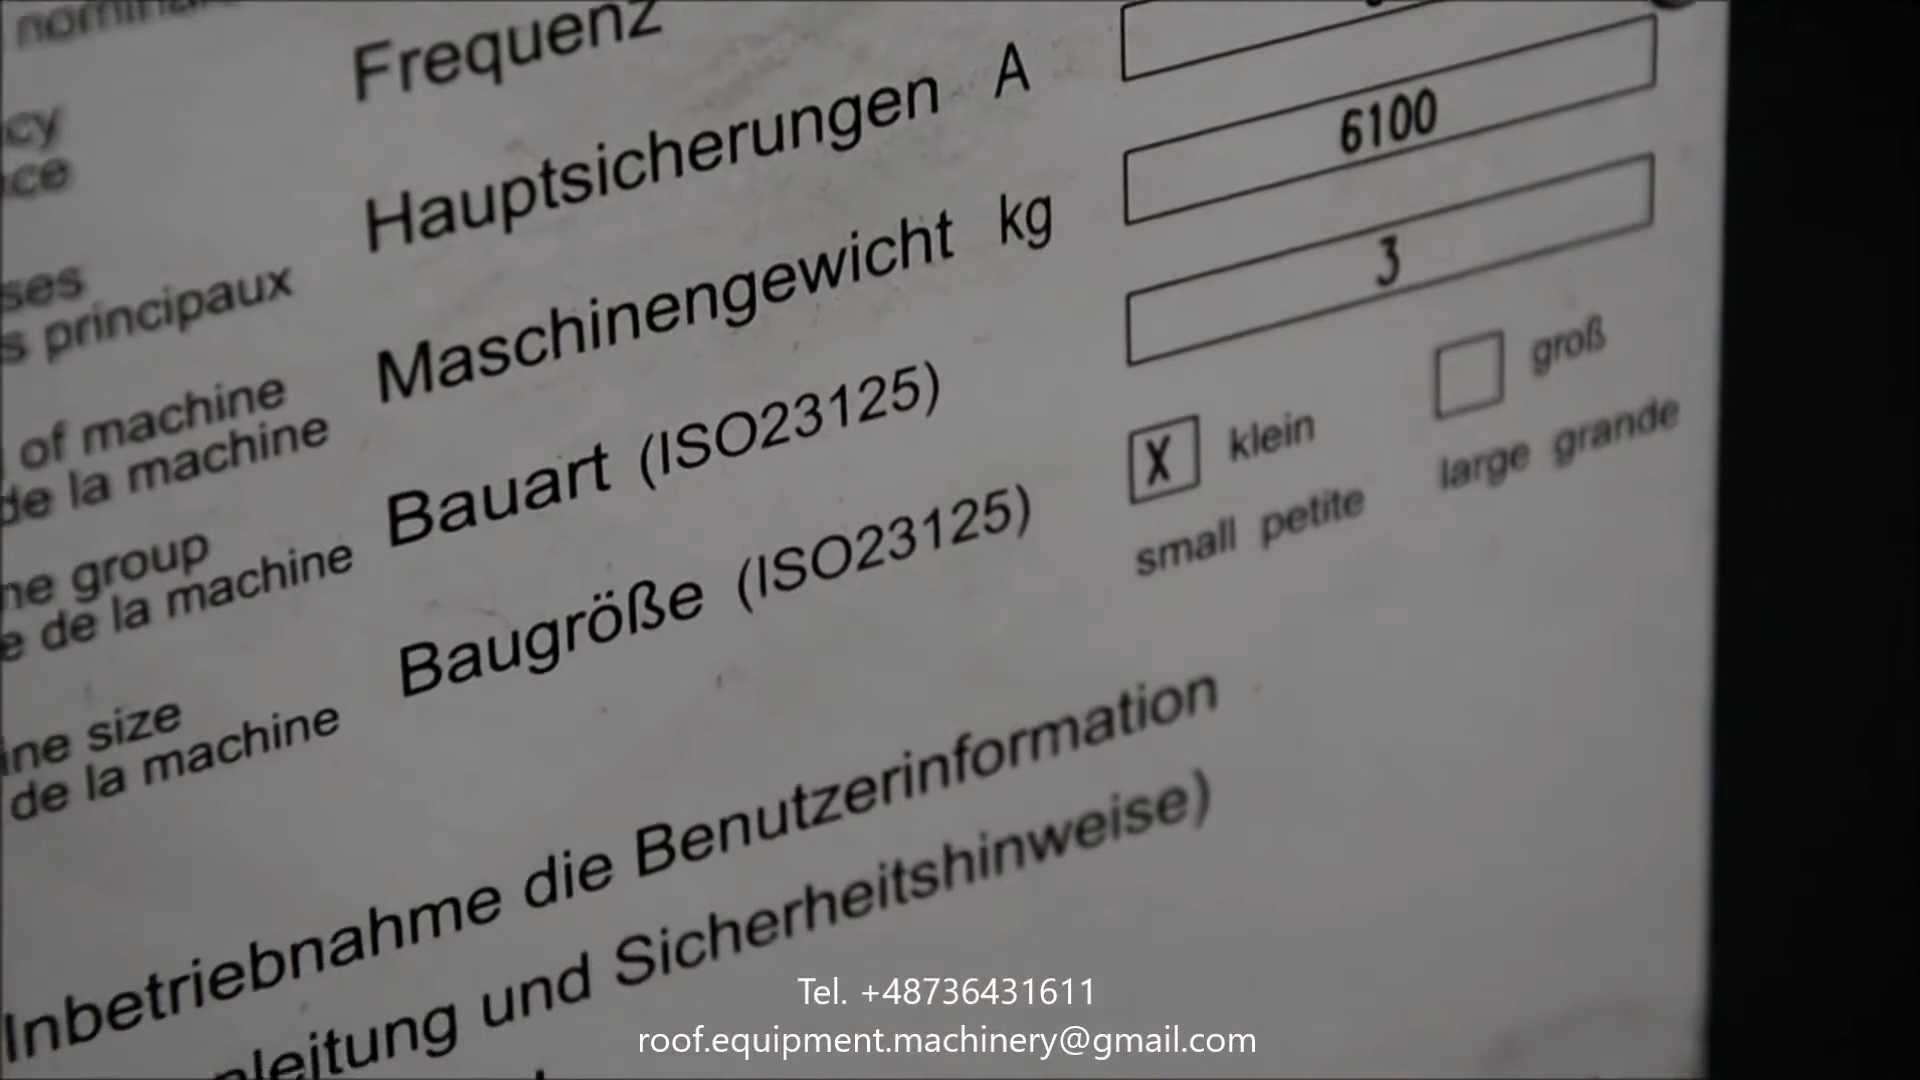 Frequenz
cy
ce
Hauptsicherungen A
ses
s principaux
Maschinengewicht kg 6100
of machine
de la machine
Bauart (ISO23125) 3
ne group
e de la machine
Baugröße (ISO23125) X klein groß
small petite large grande
ine size
de la machine
Inbetriebnahme die Benutzerinformation
nleitung und Sicherheitshinweise)
Tel. +48736431611
roof.equipment.machinery@gmail.com